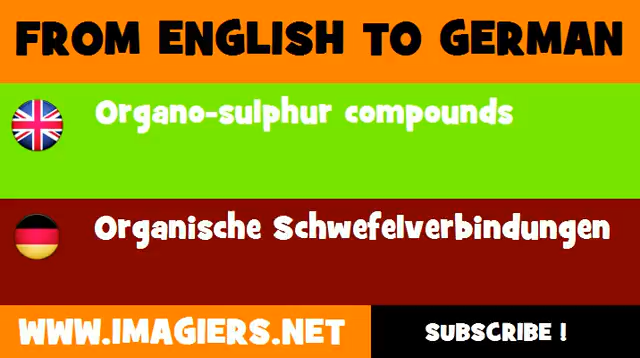 FROM ENGLISH TO GERMAN
Organo-sulphur compounds
Organische Schwefelverbindungen
WWW.IMAGIERS.NET
SUBSCRIBE !